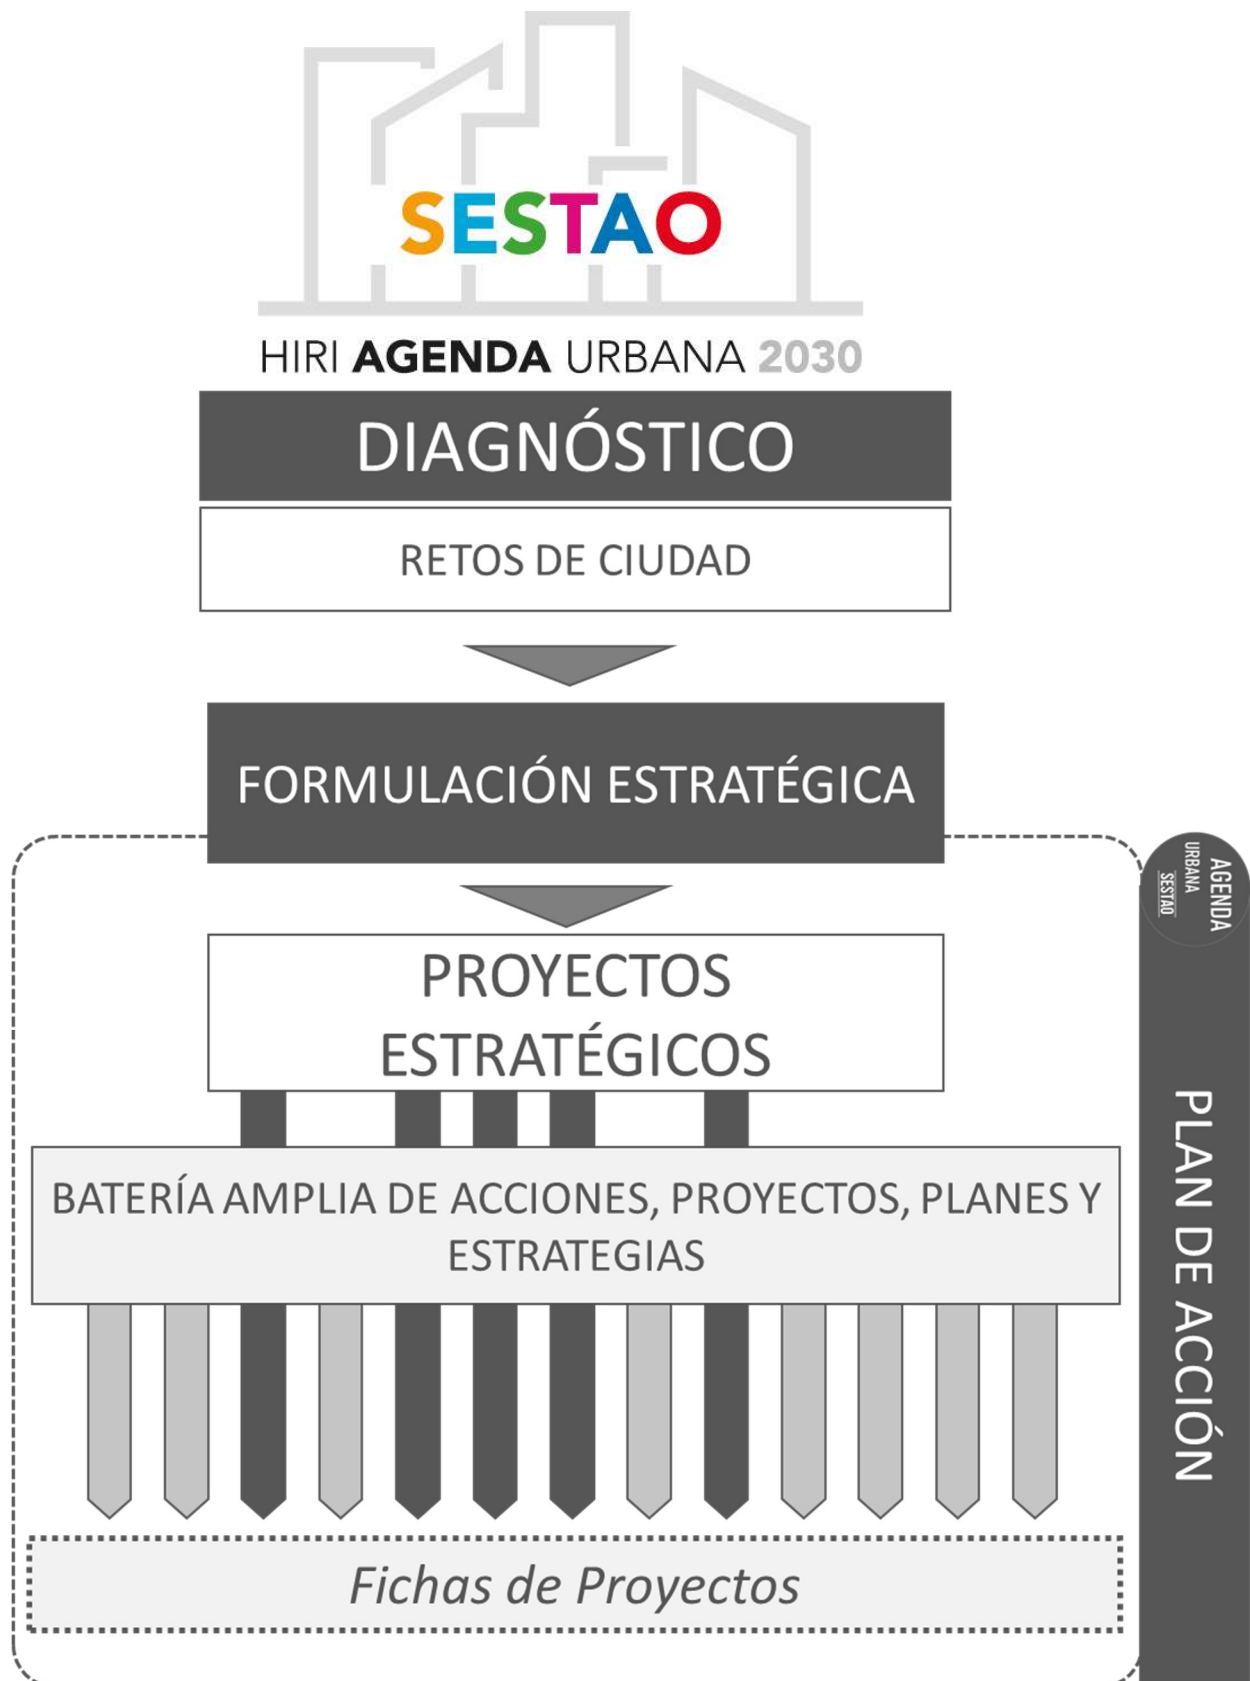 SESTAO
HIRI AGENDA URBANA 2030
DIAGNÓSTICO
RETOS DE CIUDAD
FORMULACIÓN ESTRATÉGICA
AGENDA
URBANA
SESTAO
PROYECTOS
ESTRATÉGICOS
BATERÍA AMPLIA DE ACCIONES, PROYECTOS, PLANES Y
ESTRATEGIAS
Fichas de Proyectos
PLAN DE ACCIÓN